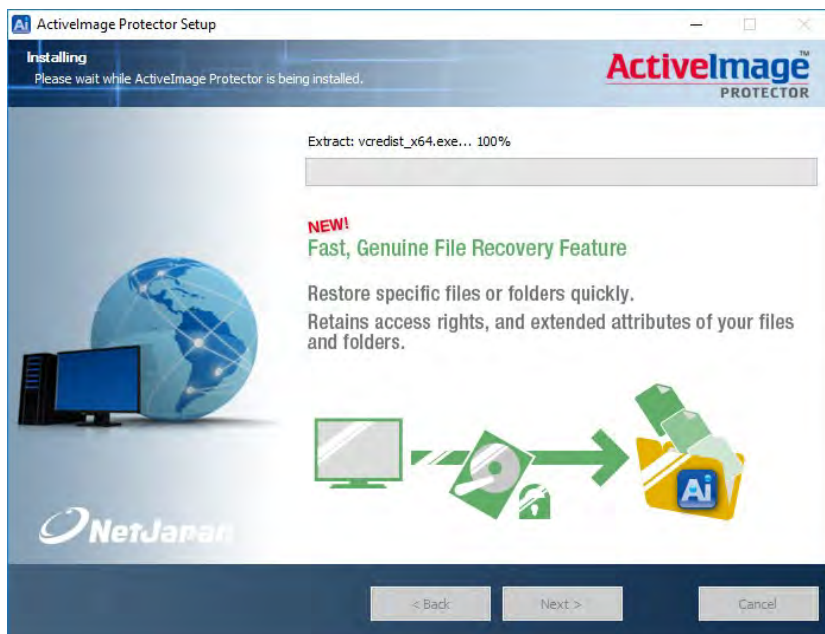 Ai ActiveImage Protector Setup
Installing
Please wait while ActiveImage Protector is being installed.
ActiveImage™
PROTECTOR
Extract: vcredist_x64.exe... 100%
NEW!
Fast, Genuine File Recovery Feature
Restore specific files or folders quickly.
Retains access rights, and extended attributes of your files
and folders.
Ai
NetJapan
< Back
Next >
Cancel